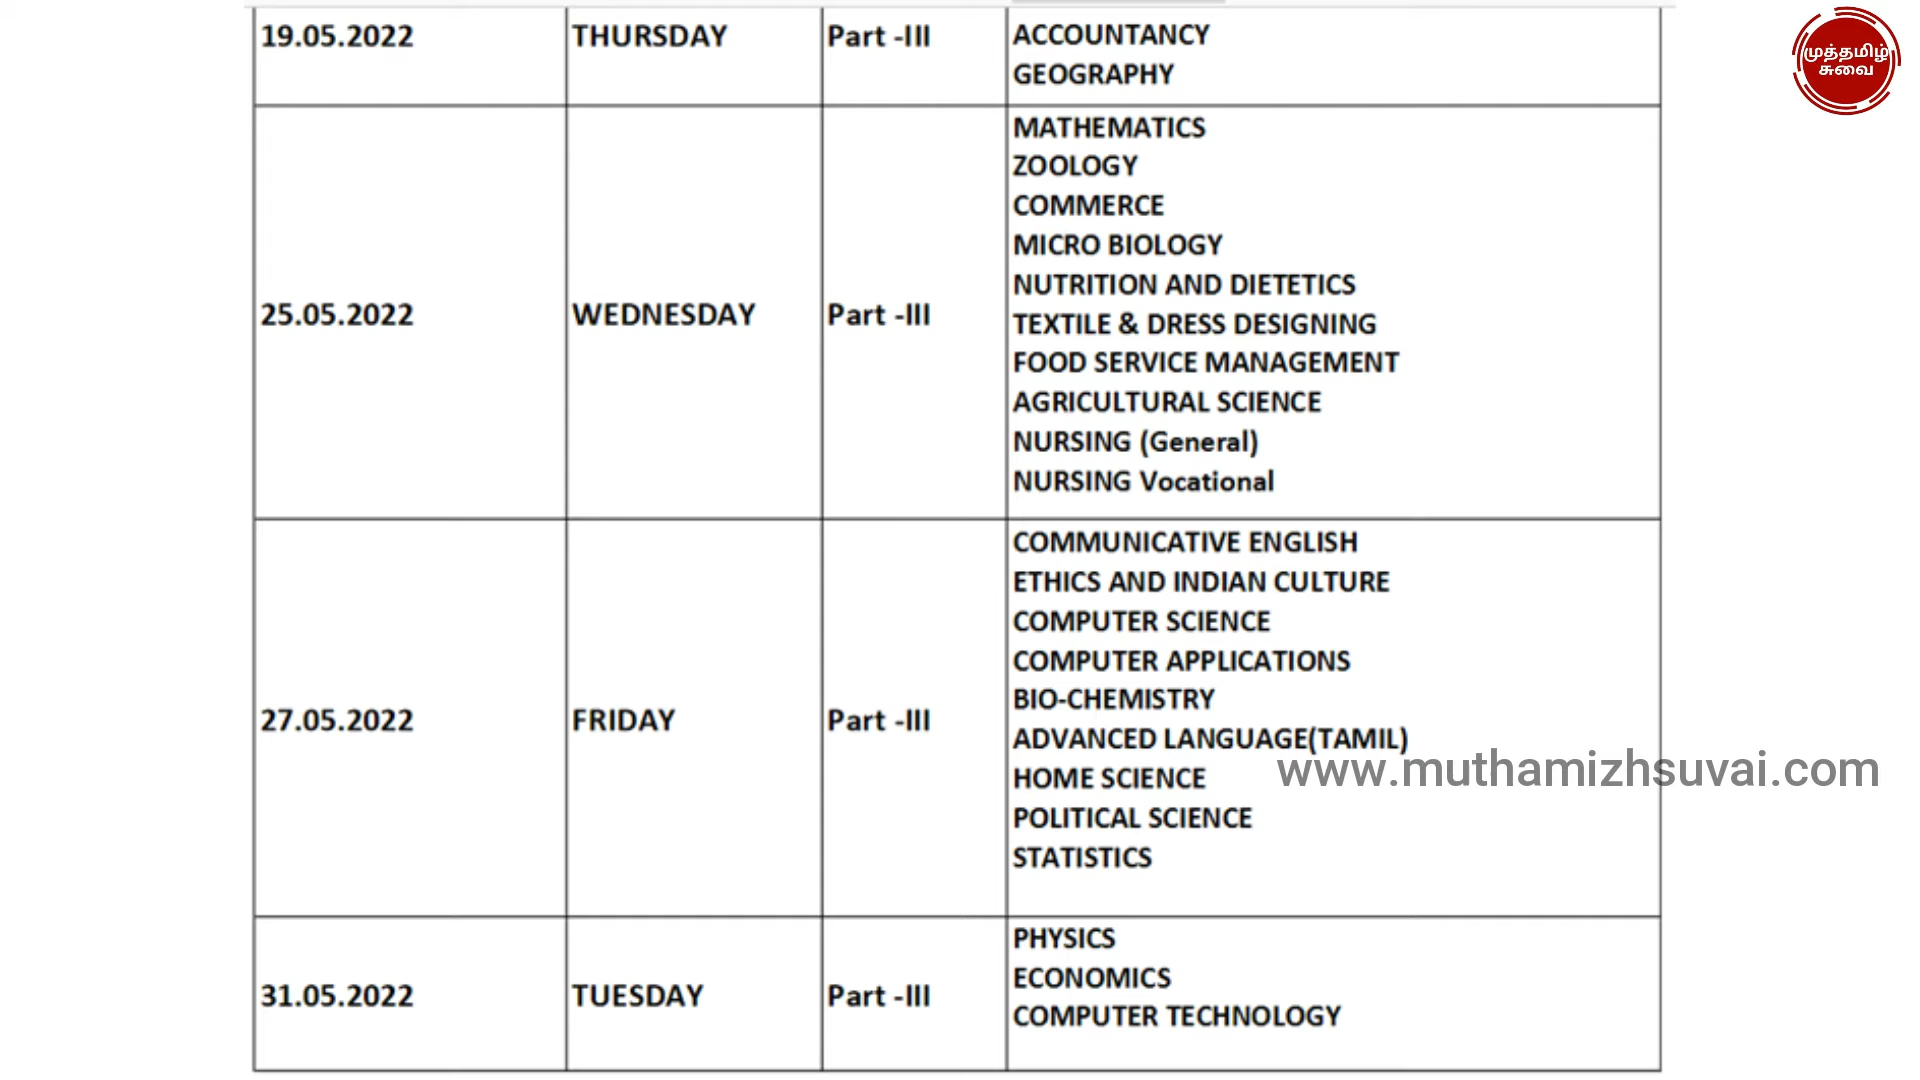 முத்தமிழ்
சுவை
19.05.2022 THURSDAY Part -III ACCOUNTANCY
GEOGRAPHY
MATHEMATICS
ZOOLOGY
COMMERCE
MICRO BIOLOGY
NUTRITION AND DIETETICS
25.05.2022 WEDNESDAY Part -III TEXTILE & DRESS DESIGNING
FOOD SERVICE MANAGEMENT
AGRICULTURAL SCIENCE
NURSING (General)
NURSING Vocational
COMMUNICATIVE ENGLISH
ETHICS AND INDIAN CULTURE
COMPUTER SCIENCE
COMPUTER APPLICATIONS
27.05.2022 FRIDAY Part -III BIO-CHEMISTRY
ADVANCED LANGUAGE(TAMIL)
www.muthamizhsuvai.com
HOME SCIENCE
POLITICAL SCIENCE
STATISTICS
PHYSICS
31.05.2022 TUESDAY Part -III ECONOMICS
COMPUTER TECHNOLOGY